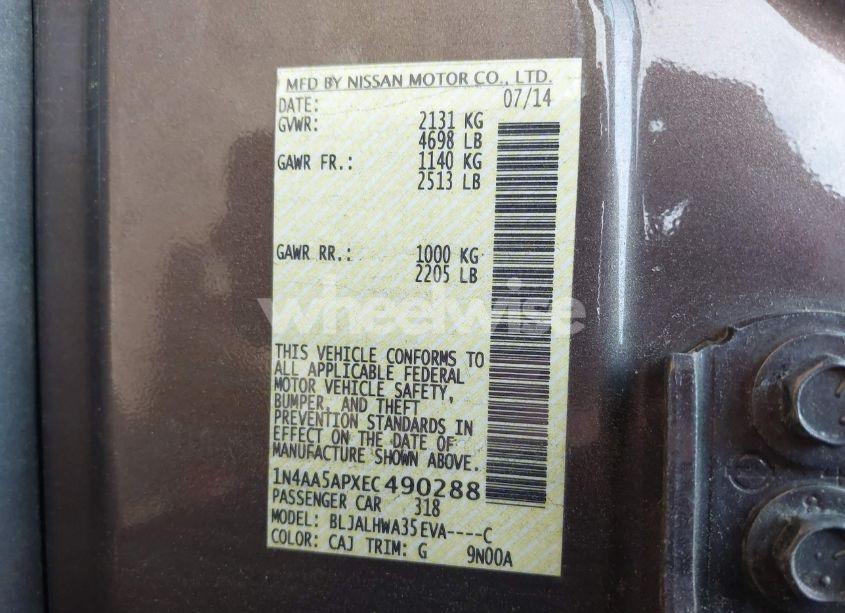 MFD BY NISSAN MOTOR CO., LTD.
DATE: 07/14
GVWR: 2131 KG
4698 LB
GAWR FR.: 1140 KG
2513 LB
GAWR RR.: 1000 KG
2205 LB
wheelwise
THIS VEHICLE CONFORMS TO
ALL APPLICABLE FEDERAL
MOTOR VEHICLE SAFETY,
BUMPER, AND THEFT
PREVENTION STANDARDS IN
EFFECT ON THE DATE OF
MANUFACTURE SHOWN ABOVE.
1N4AA5APXEC490288
PASSENGER CAR 318
MODEL: BLJALHWA35EVA----C
COLOR: CAJ TRIM: G 9N00A